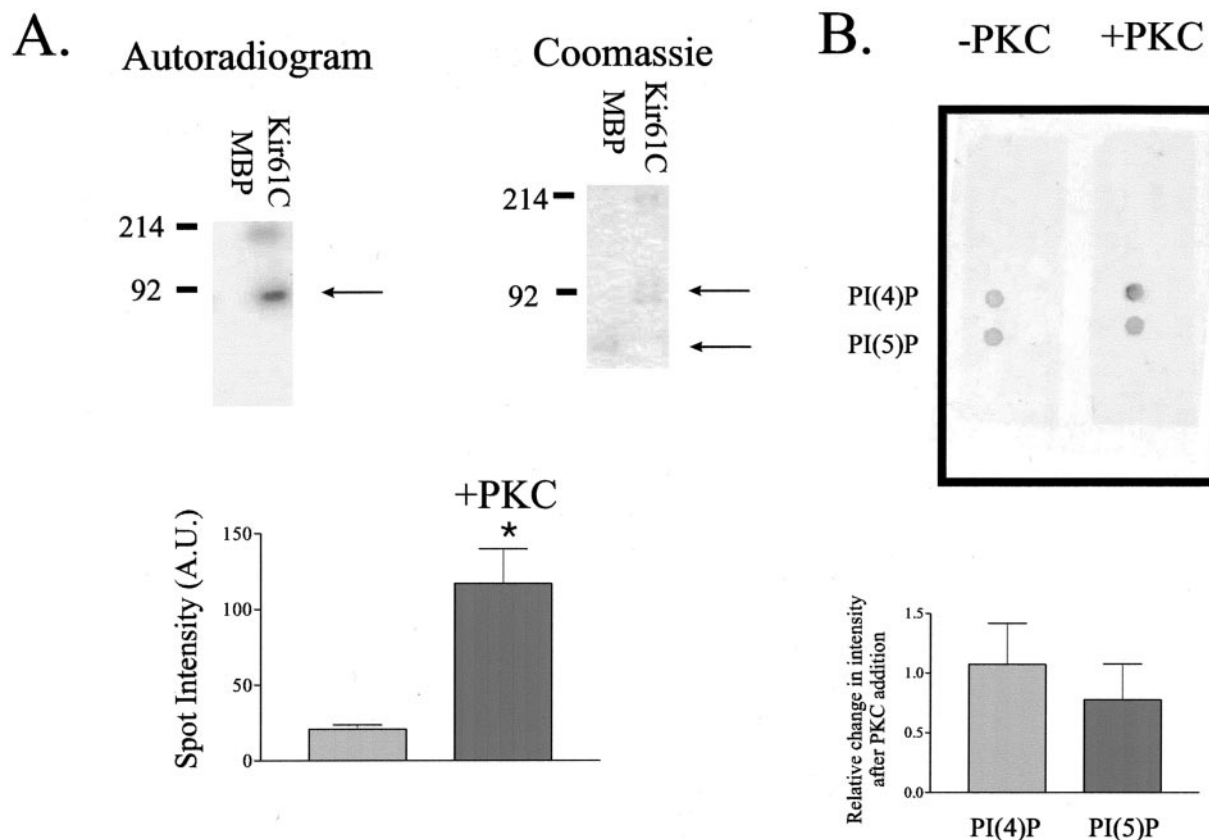 A.
Autoradiogram
MBP
Kir61C
214
92
Coomassie
MBP
Kir61C
214
92
+PKC
*
Spot Intensity (A.U.)
150
100
50
0
B.
-PKC +PKC
PI(4)P
PI(5)P
Relative change in intensity
after PKC addition
1.5
1.0
0.5
0.0
PI(4)P PI(5)P